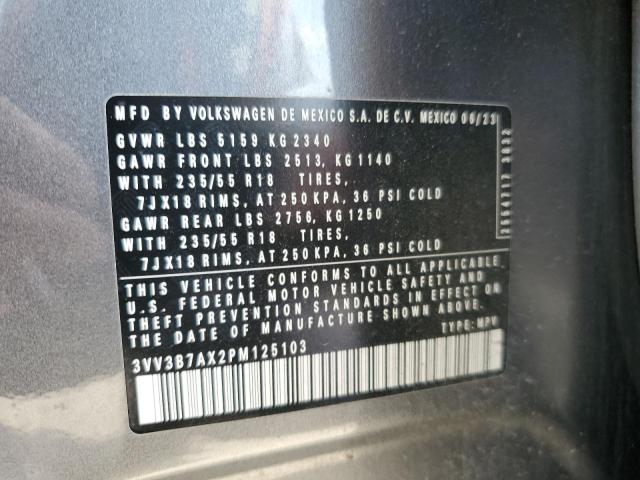 MFD BY VOLKSWAGEN DE MEXICO S.A. DE C.V. MEXICO 06/23
GVWR LBS 5159 KG 2340
GAWR FRONT LBS 2513, KG 1140
WITH 235/55 R18 TIRES,
7JX18 RIMS, AT 250 KPA, 36 PSI COLD
GAWR REAR LBS 2756, KG 1250
WITH 235/55 R18 TIRES,
7JX18 RIMS, AT 250 KPA, 36 PSI COLD
THIS VEHICLE CONFORMS TO ALL APPLICABLE
U.S. FEDERAL MOTOR VEHICLE SAFETY AND
THEFT PREVENTION STANDARDS IN EFFECT ON
THE DATE OF MANUFACTURE SHOWN ABOVE.
TYPE: MPV
3VV3B7AX2PM125103